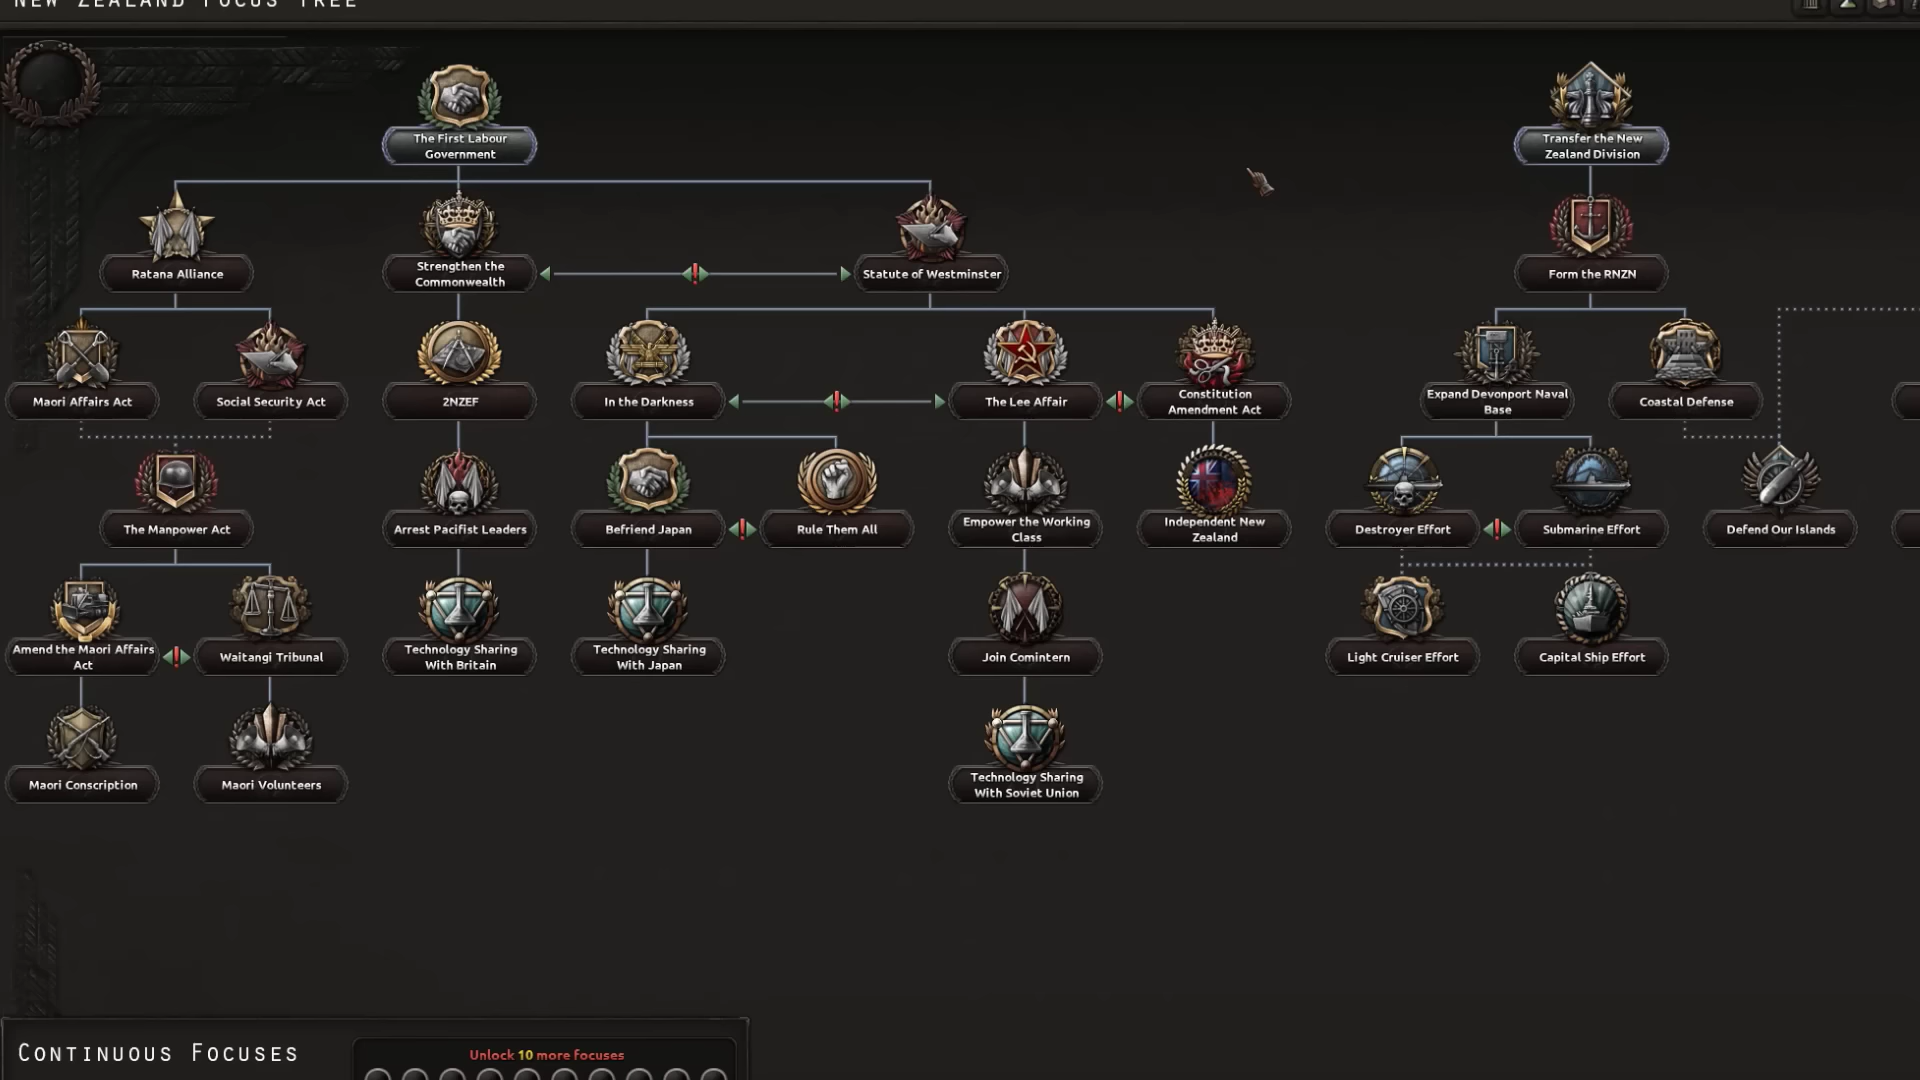 NEW ZEALAND FOCUS TREE
The First Labour
Government
Transfer the New
Zealand Division
Ratana Alliance
Strengthen the
Commonwealth
Statute of Westminster
Form the RNZN
Maori Affairs Act
Social Security Act
2NZEF
In the Darkness
The Lee Affair
Constitution
Amendment Act
Expand Devonport Naval
Base
Coastal Defense
The Manpower Act
Arrest Pacifist Leaders
Befriend Japan
Rule Them All
Empower the Working
Class
Independent New
Zealand
Destroyer Effort
Submarine Effort
Defend Our Islands
Amend the Maori Affairs
Act
Waitangi Tribunal
Technology Sharing
With Britain
Technology Sharing
With Japan
Join Comintern
Light Cruiser Effort
Capital Ship Effort
Maori Conscription
Maori Volunteers
Technology Sharing
With Soviet Union
CONTINUOUS FOCUSES
Unlock 10 more focuses